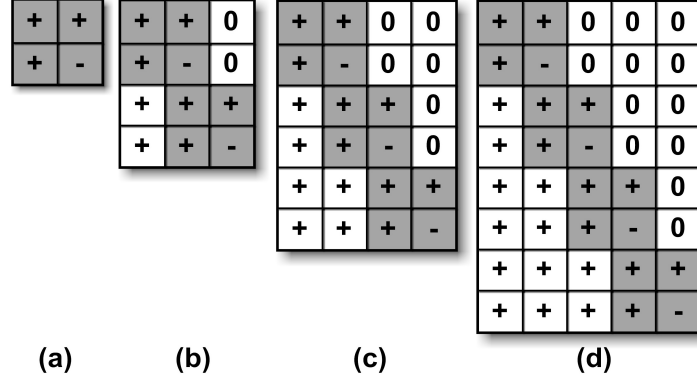 + +
+ -
(a)
+ + 0
+ - 0
+ + +
+ + -
(b)
+ + 0 0
+ - 0 0
+ + + 0
+ + - 0
+ + + +
+ + + -
(c)
+ + 0 0 0
+ - 0 0 0
+ + + 0 0
+ + - 0 0
+ + + + 0
+ + + - 0
+ + + + +
+ + + + -
(d)